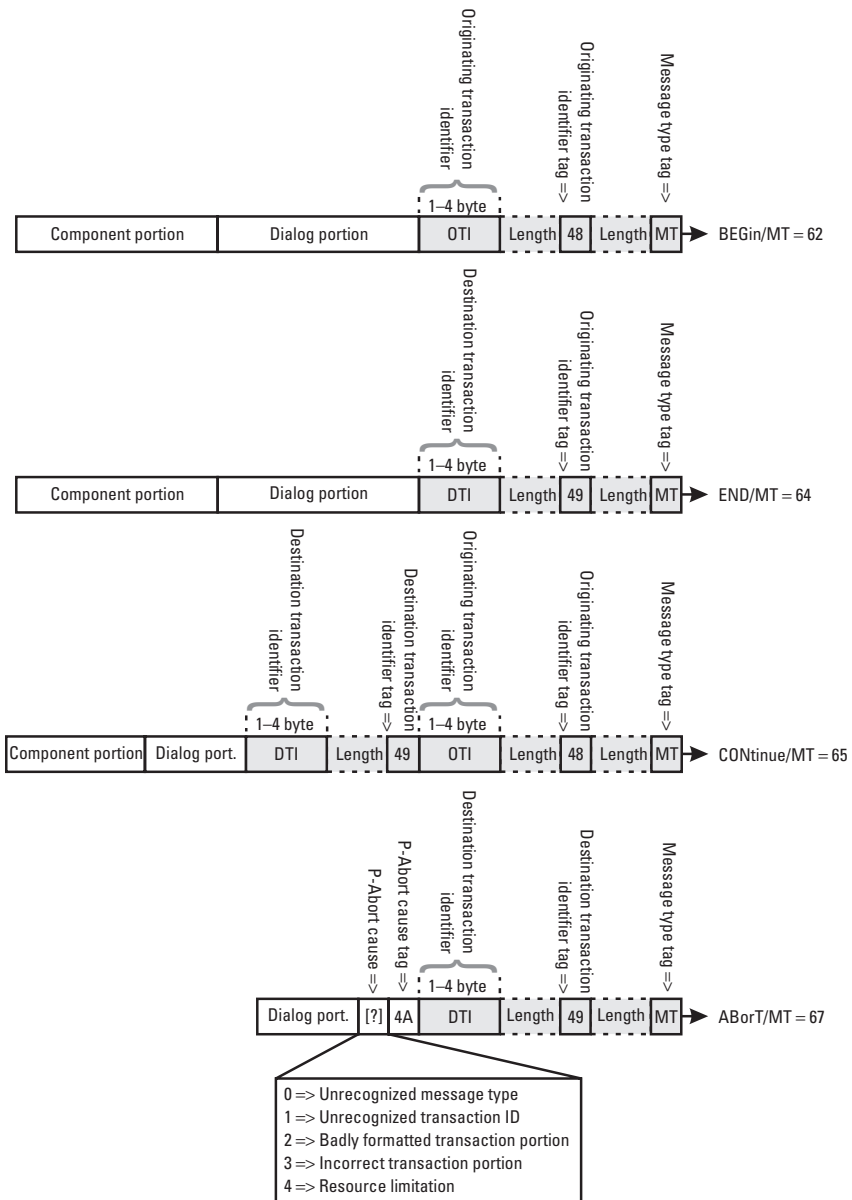 Originating transaction
identifier
Originating transaction
identifier tag =>
Message type tag =>
1–4 byte
Component portion Dialog portion OTI Length 48 Length MT BEGin/MT = 62
Destination transaction
identifier
Originating transaction
identifier tag =>
Message type tag =>
1–4 byte
Component portion Dialog portion DTI Length 49 Length MT END/MT = 64
Destination transaction
identifier
Destination transaction
identifier tag =>
Originating transaction
identifier
Originating transaction
identifier tag =>
Message type tag =>
1–4 byte 1–4 byte
Component portion Dialog port. DTI Length 49 OTI Length 48 Length MT CONtinue/MT = 65
P-Abort cause =>
P-Abort cause tag =>
Destination transaction
identifier
Destination transaction
identifier tag =>
Message type tag =>
1–4 byte
Dialog port. [?] 4A DTI Length 49 Length MT ABorT/MT = 67
0 => Unrecognized message type
1 => Unrecognized transaction ID
2 => Badly formatted transaction portion
3 => Incorrect transaction portion
4 => Resource limitation